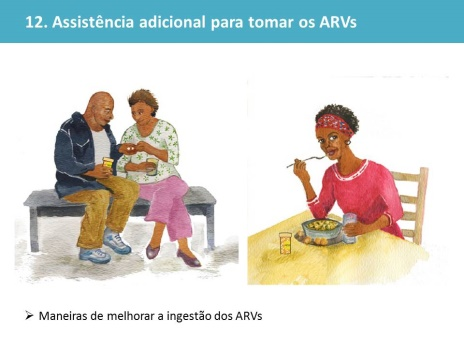 12. Assistência adicional para tomar os ARVs
➢ Maneiras de melhorar a ingestão dos ARVs